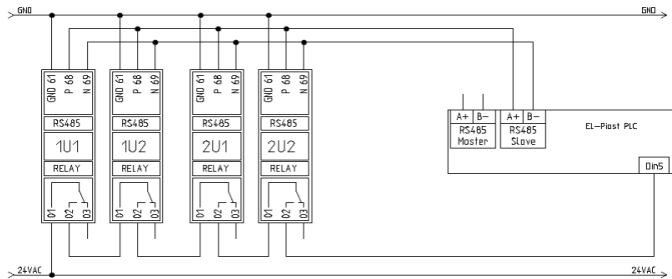 GND GND
GND 61 P 68 N 69 GND 61 P 68 N 69 GND 61 P 68 N 69 GND 61 P 68 N 69
A+ B- A+ B-
RS485 RS485 RS485 RS485
RS485 RS485 El-Piast PLC
Master Slave
1U1 1U2 2U1 2U2
RELAY RELAY RELAY RELAY
Din5
01 02 03 01 02 03 01 02 03 01 02 03
24VAC 24VAC